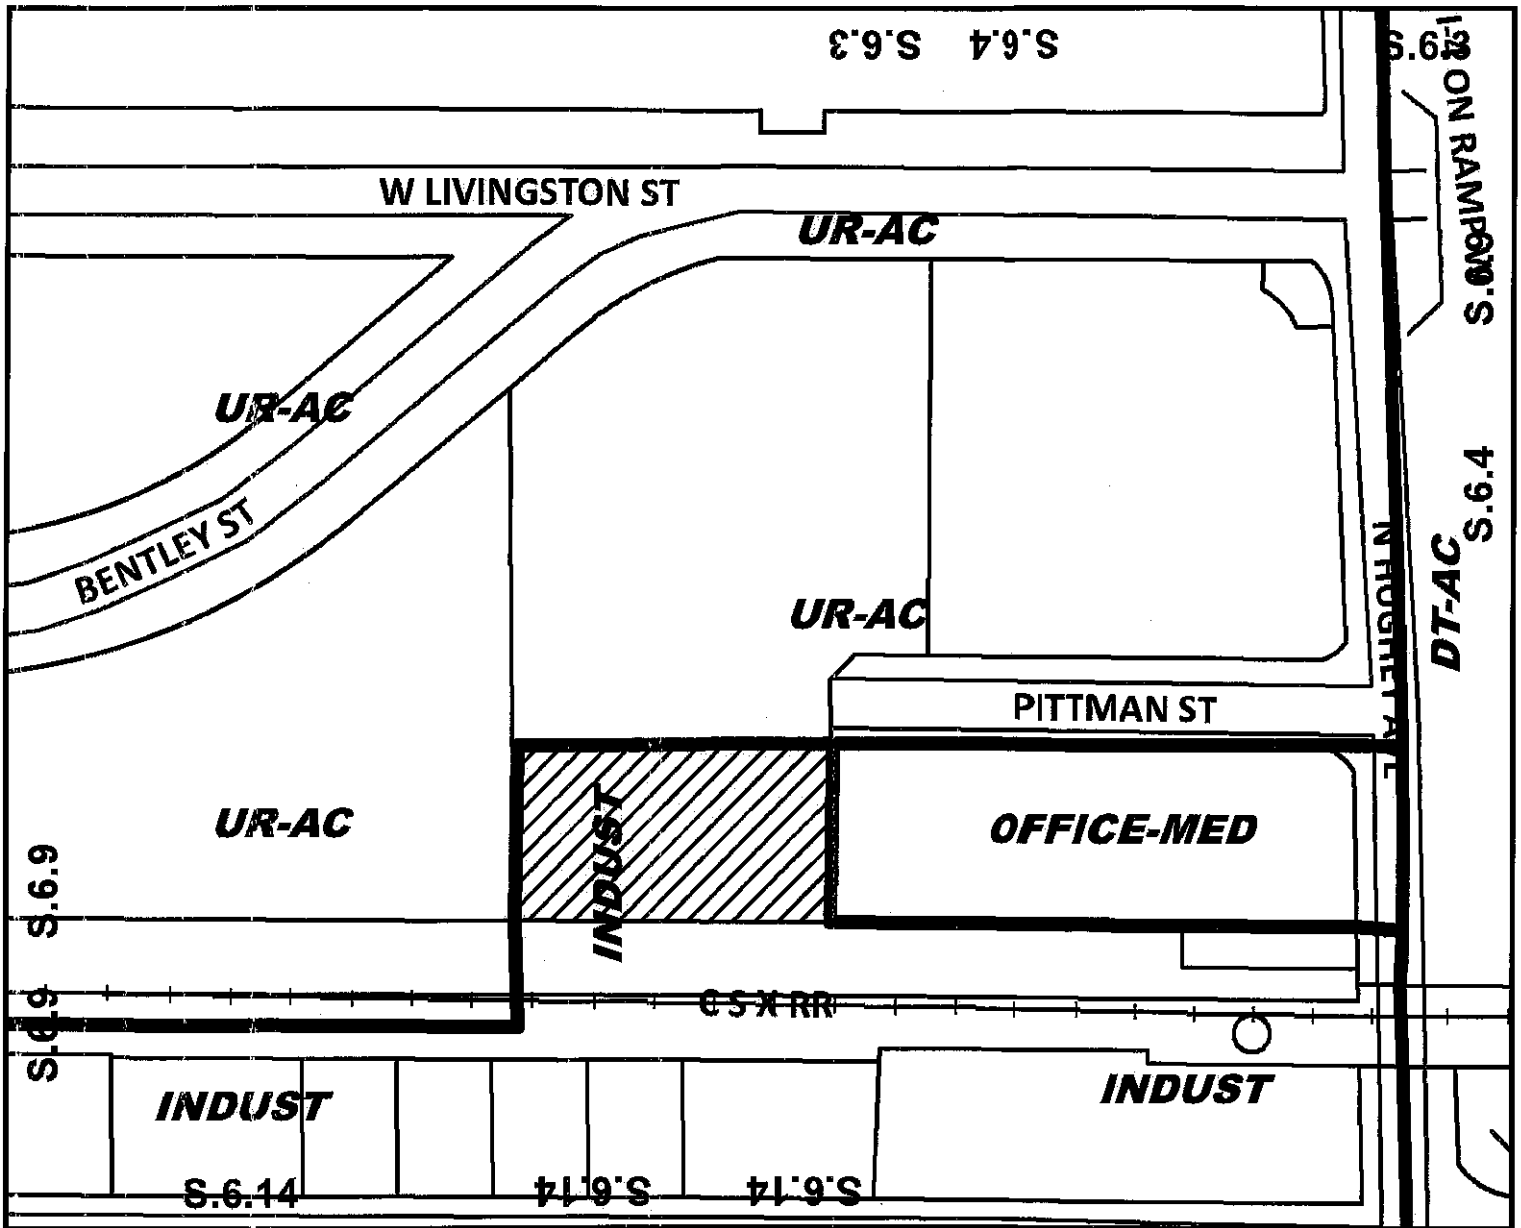 S.6.3 S.6.4
I-4 ON RAMP
W LIVINGSTON ST
UR-AC
UR-AC
S.6.4
BENTLEY ST
DT-AC
UR-AC
N HUGHEY AVE
PITTMAN ST
UR-AC
INDUST
OFFICE-MED
S.6.9
S.6.9
C S X RR
INDUST
INDUST
S.6.14
S.6.14
S.6.14